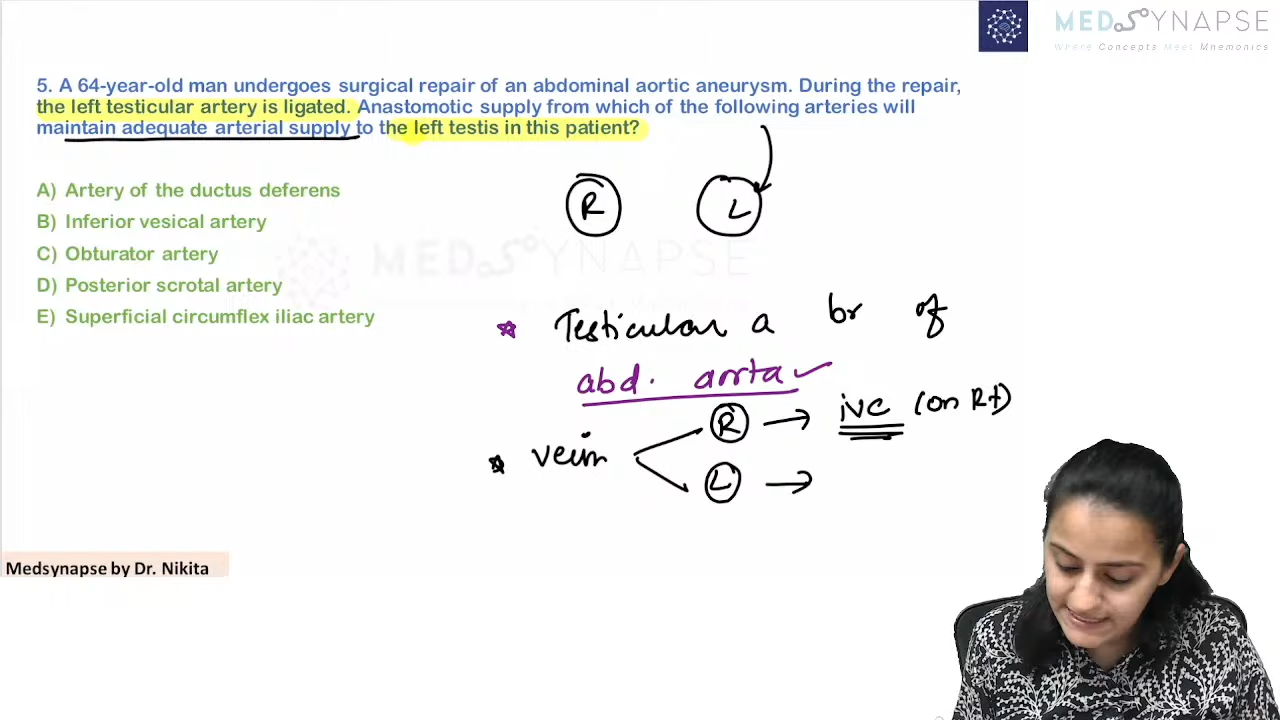 MEDSYNAPSE
Where Concepts Meet Mnemonics
5. A 64-year-old man undergoes surgical repair of an abdominal aortic aneurysm. During the repair,
the left testicular artery is ligated. Anastomotic supply from which of the following arteries will
maintain adequate arterial supply to the left testis in this patient?
A) Artery of the ductus deferens
B) Inferior vesical artery
C) Obturator artery
D) Posterior scrotal artery
E) Superficial circumflex iliac artery
R L
MEDSYNAPSE
Testicular a br of
abd. aorta
R → IVC (on Rt)
vein
L →
Medsynapse by Dr. Nikita